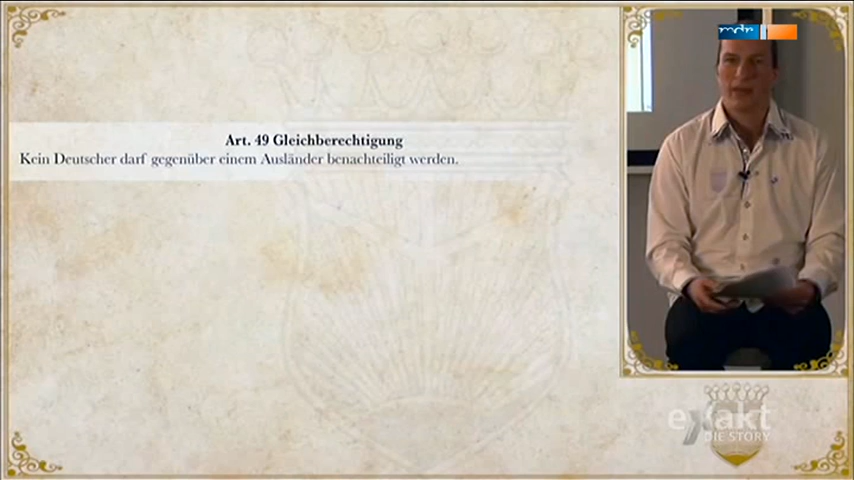 mdr
Art. 49 Gleichberechtigung
Kein Deutscher darf gegenüber einem Ausländer benachteiligt werden.
exakt
DIE STORY